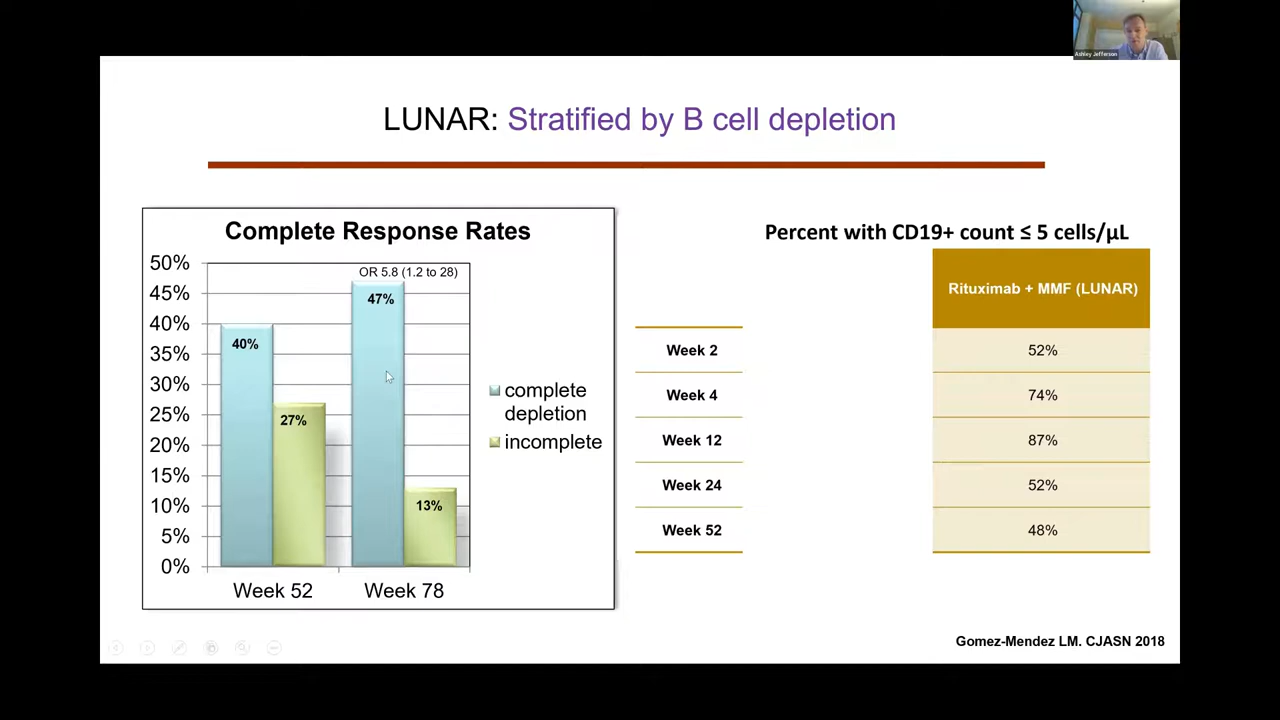 Ashley Jefferson
LUNAR: Stratified by B cell depletion
Complete Response Rates
50%
45%
40%
35%
30%
25%
20%
15%
10%
5%
0%
OR 5.8 (1.2 to 28)
40%
27%
47%
13%
Week 52
Week 78
complete
depletion
incomplete
Percent with CD19+ count ≤ 5 cells/µL
Rituximab + MMF (LUNAR)
Week 2 52%
Week 4 74%
Week 12 87%
Week 24 52%
Week 52 48%
Gomez-Mendez LM. CJASN 2018